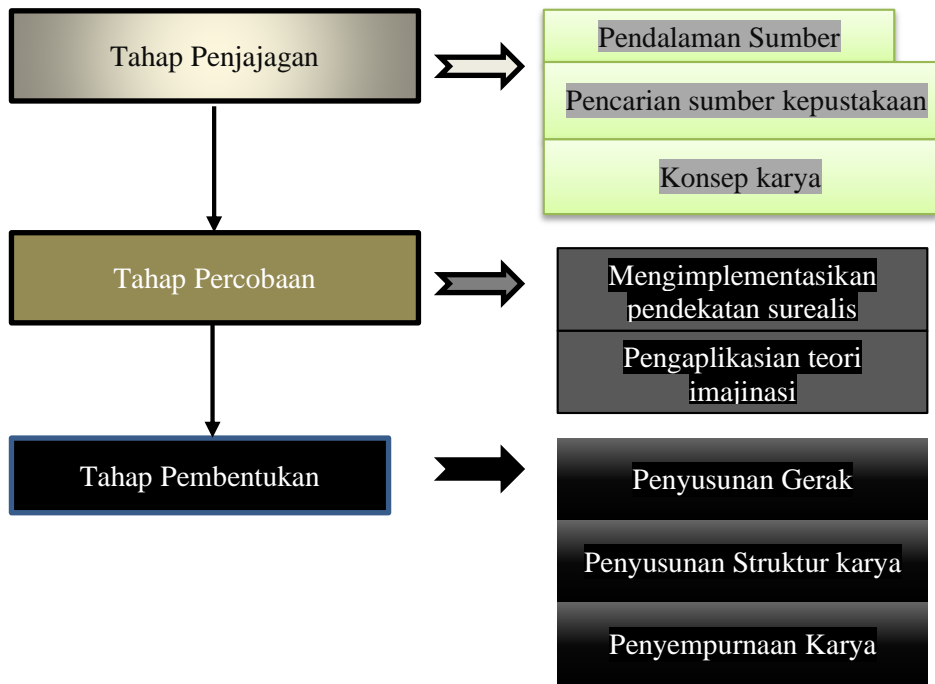 Tahap Penjajagan
Pendalaman Sumber
Pencarian sumber kepustakaan
Konsep karya
Tahap Percobaan
Mengimplementasikan
pendekatan surealis
Pengaplikasian teori
imajinasi
Tahap Pembentukan
Penyusunan Gerak
Penyusunan Struktur karya
Penyempurnaan Karya